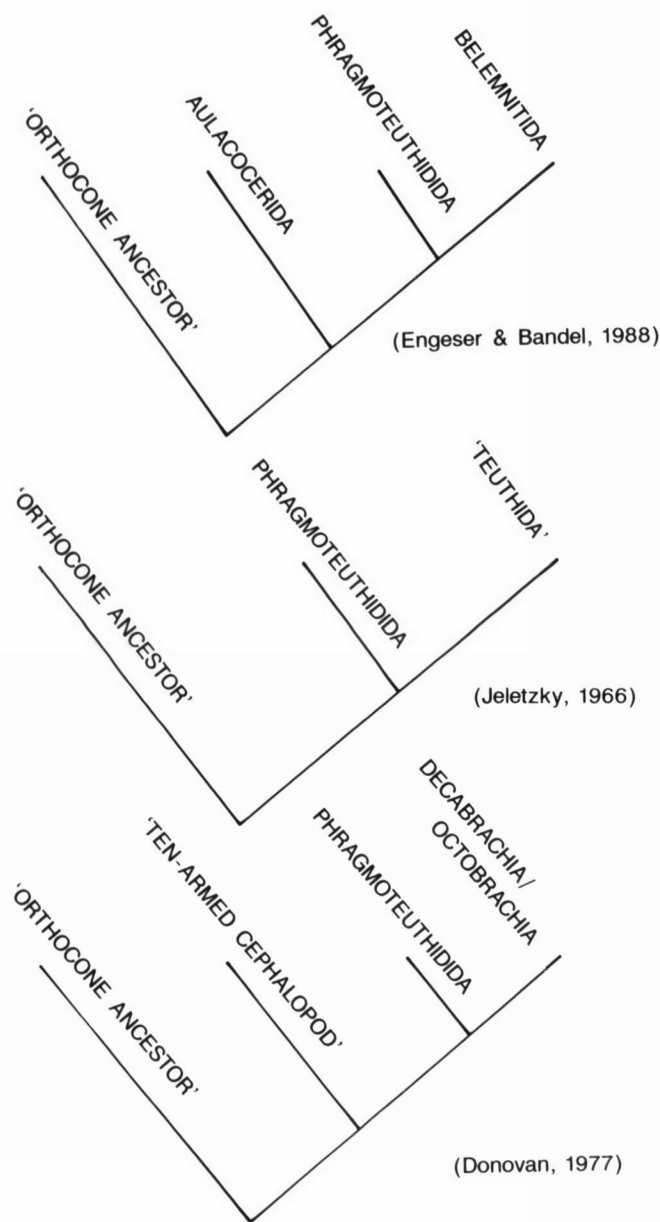 'ORTHOCONE ANCESTOR'
AULACOCERIDA
PHRAGMOTEUTHIDIDA
BELEMNITIDA
(Engeser & Bandel, 1988)
'ORTHOCONE ANCESTOR'
PHRAGMOTEUTHIDIDA
'TEUTHIDA'
(Jeletzky, 1966)
'ORTHOCONE ANCESTOR'
'TEN-ARMED CEPHALOPOD'
PHRAGMOTEUTHIDIDA
DECABRACHIA/
OCTOBRACHIA
(Donovan, 1977)